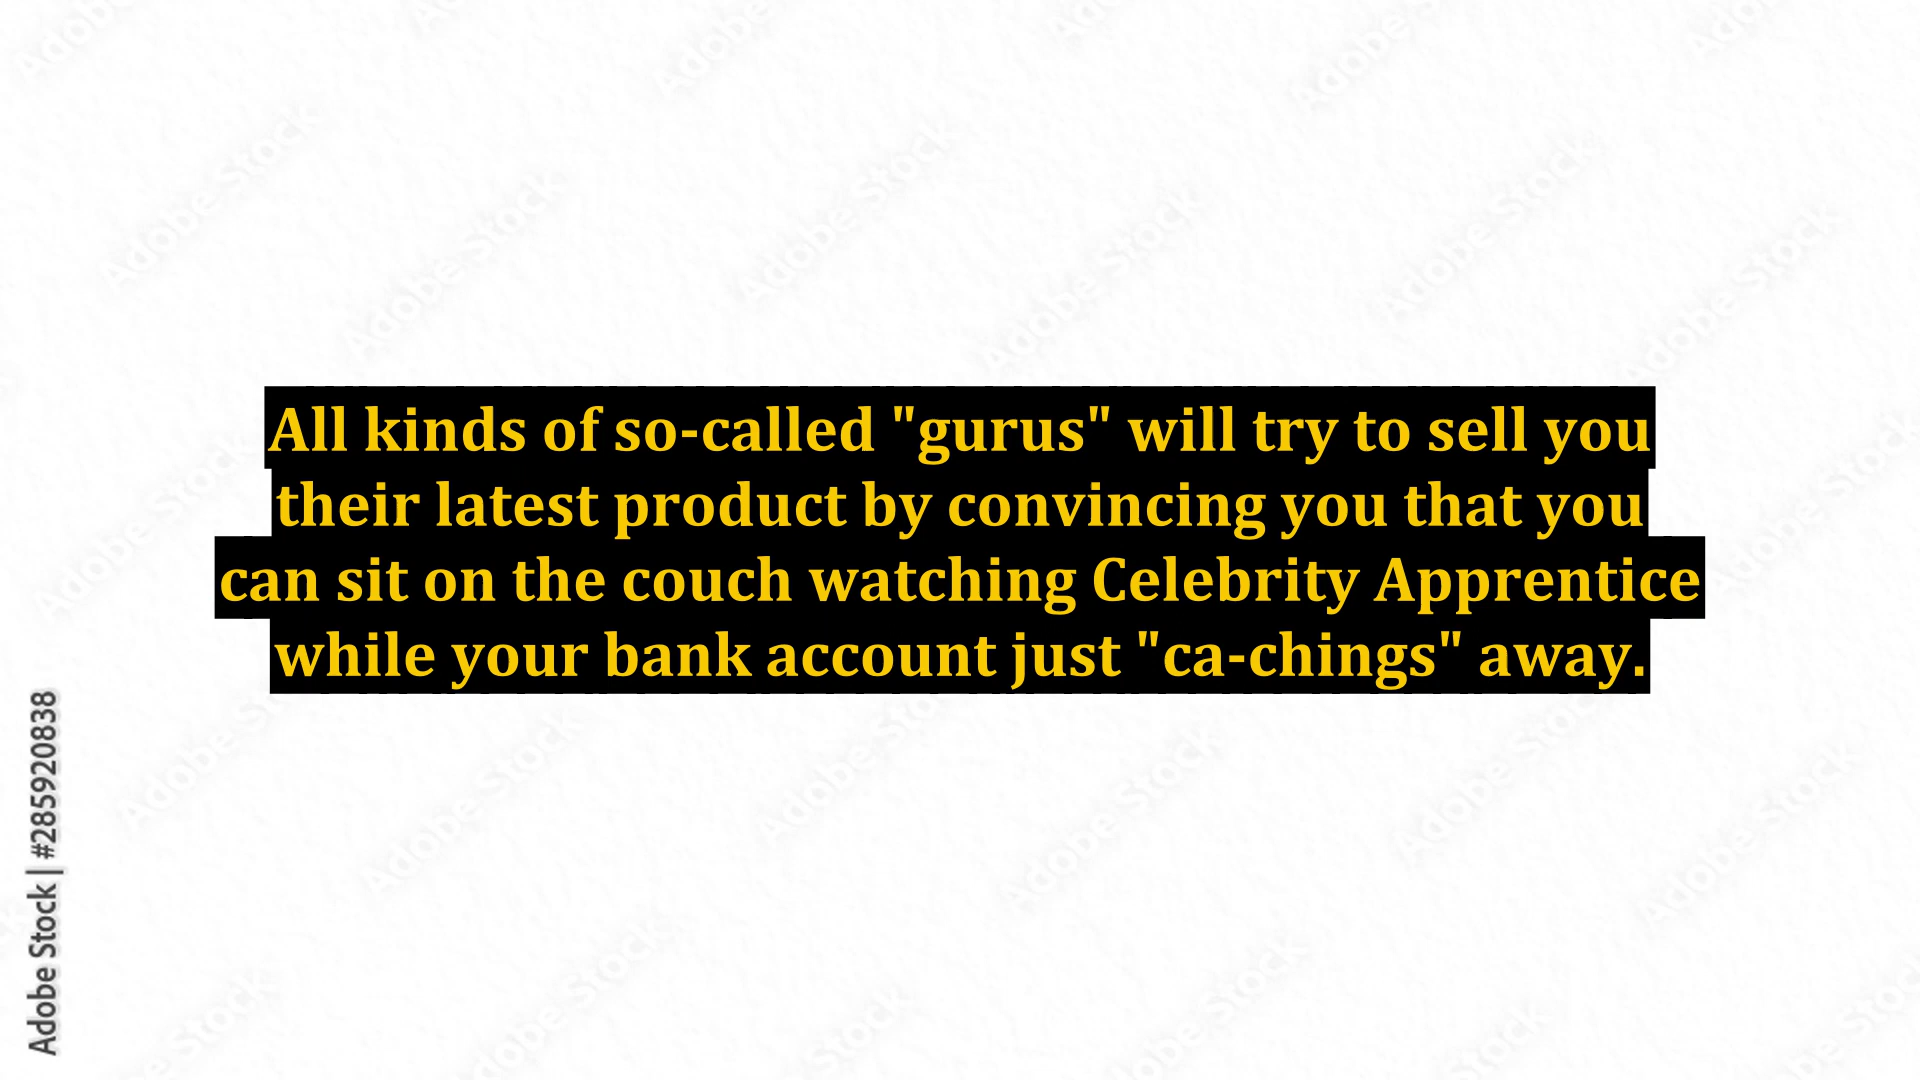 All kinds of so-called "gurus" will try to sell you
their latest product by convincing you that you
can sit on the couch watching Celebrity Apprentice
while your bank account just "ca-chings" away.
Adobe Stock | #285920838